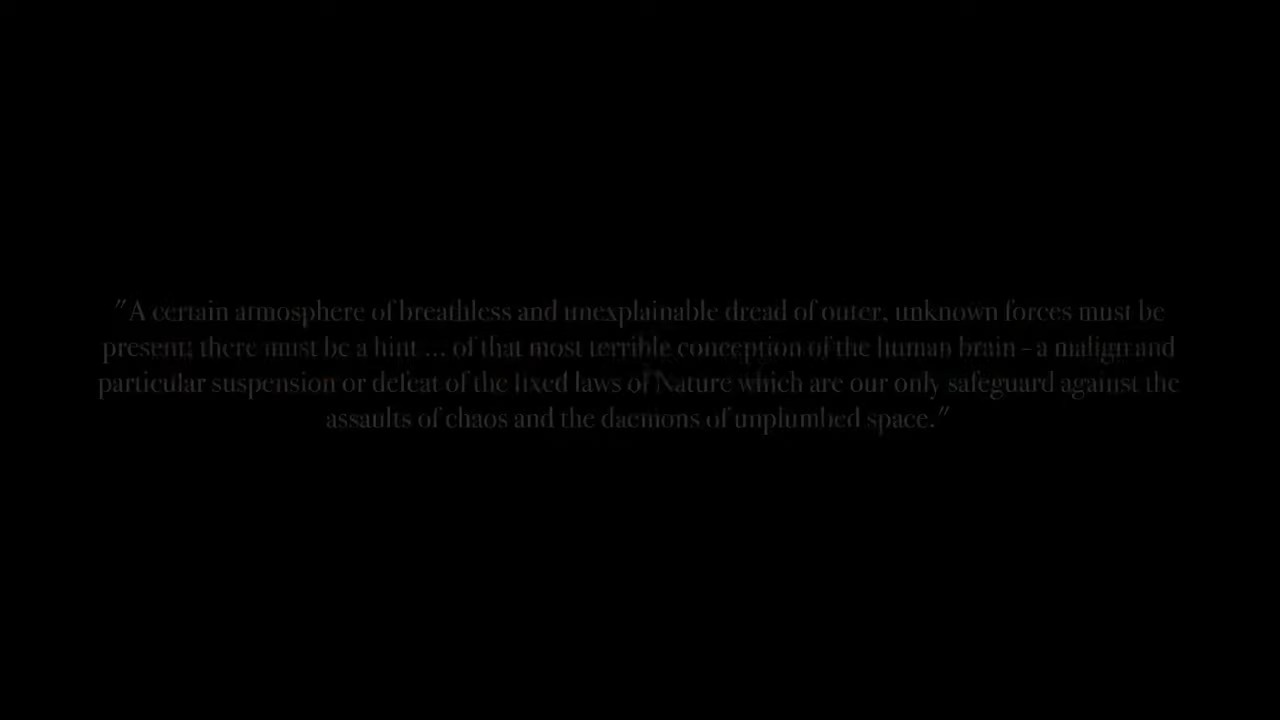 "A certain atmosphere of breathless and unexplainable dread of outer, unknown forces must be
present; there must be a hint ... of that most terrible conception of the human brain – a malign and
particular suspension or defeat of the fixed laws of Nature which are our only safeguard against the
assaults of chaos and the daemons of unplumbed space."